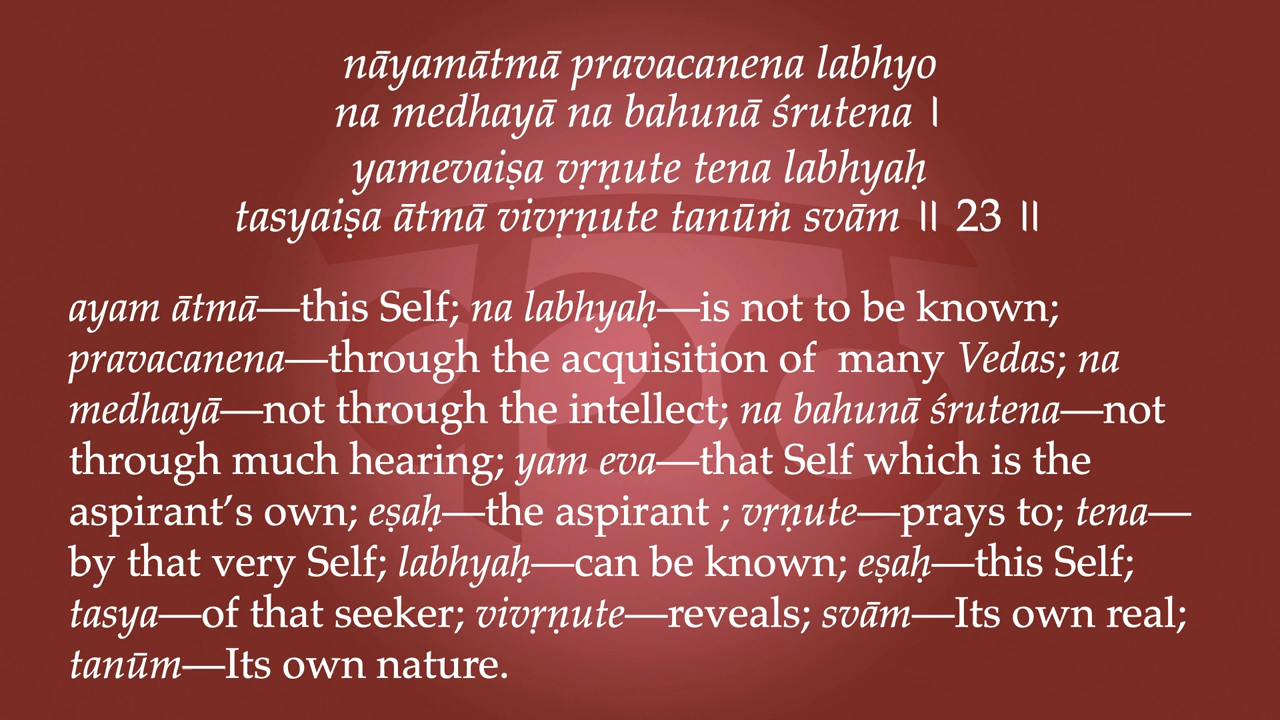 nāyamātmā pravacanena labhyo
na medhayā na bahunā śrutena ।
yamevaiṣa vṛṇute tena labhyaḥ
tasyaiṣa ātmā vivṛṇute tanūṁ svām ॥ 23 ॥
ayam ātmā—this Self; na labhyaḥ—is not to be known;
pravacanena—through the acquisition of  many Vedas; na
medhayā—not through the intellect; na bahunā śrutena—not
through much hearing; yam eva—that Self which is the
aspirant’s own; eṣaḥ—the aspirant ; vṛṇute—prays to; tena—
by that very Self; labhyaḥ—can be known; eṣaḥ—this Self;
tasya—of that seeker; vivṛṇute—reveals; svām—Its own real;
tanūm—Its own nature.